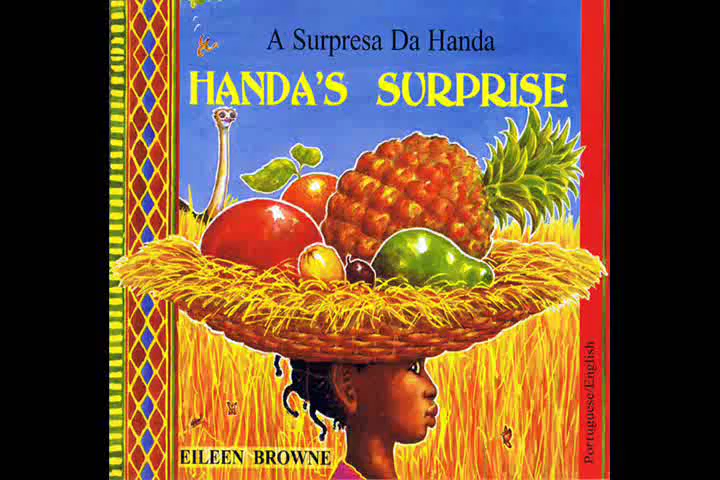 A Surpresa Da Handa
HANDA'S SURPRISE
Portuguese/English
EILEEN BROWNE